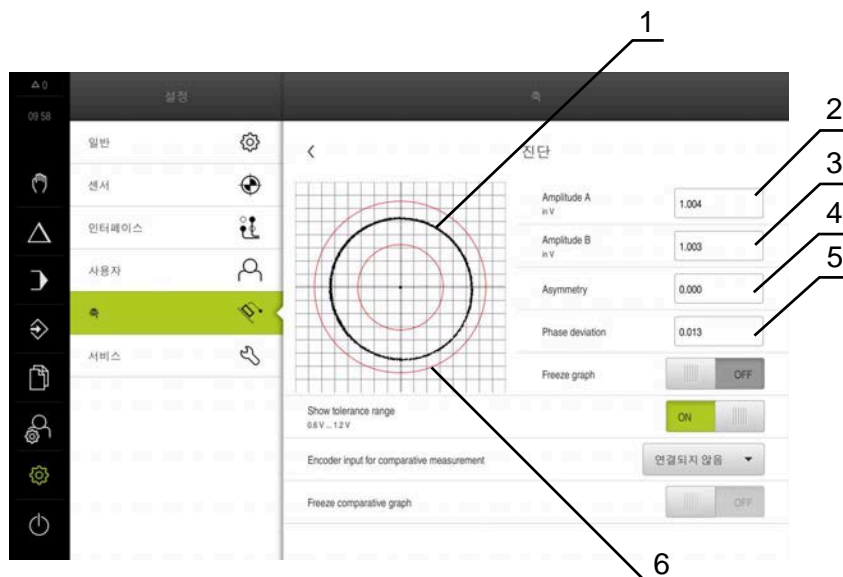 1
△ 0
설정
축
2
09:58
일반
진단
Amplitude A
in V
1.004
3
센서
인터페이스
Amplitude B
in V
1.003
4
사용자
Asymmetry
0.000
5
축
Phase deviation
0.013
서비스
Freeze graph
OFF
Show tolerance range
0.6 V ... 1.2 V
ON
Encoder input for comparative measurement
연결되지 않음
Freeze comparative graph
OFF
6